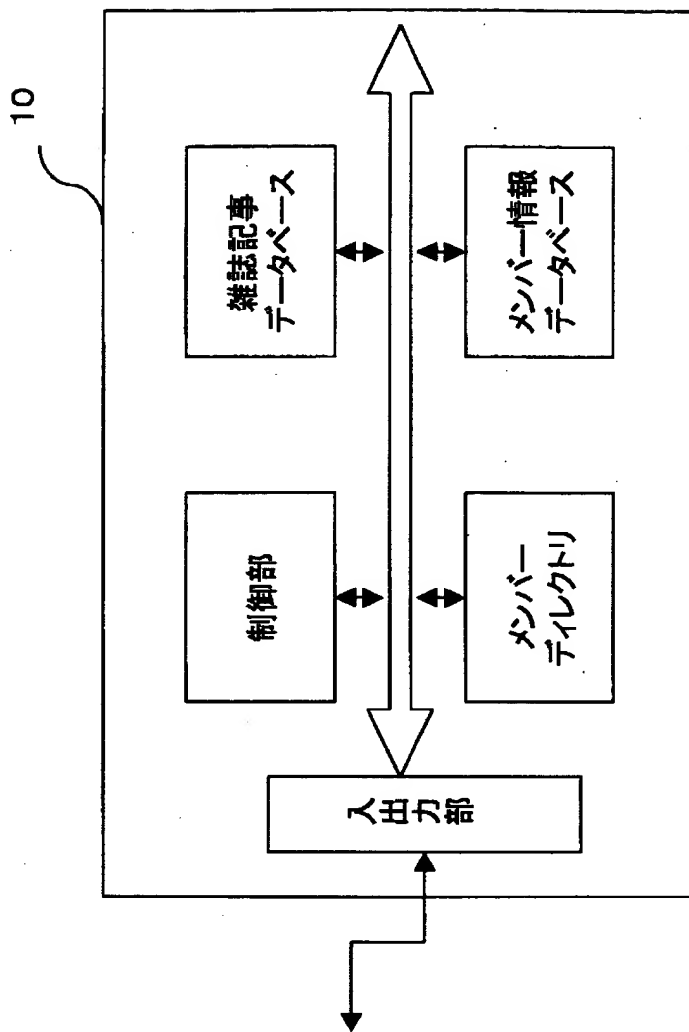 10
制御部
雑誌記事
データベース
入出力部
メンバー
ディレクトリ
メンバー情報
データベース